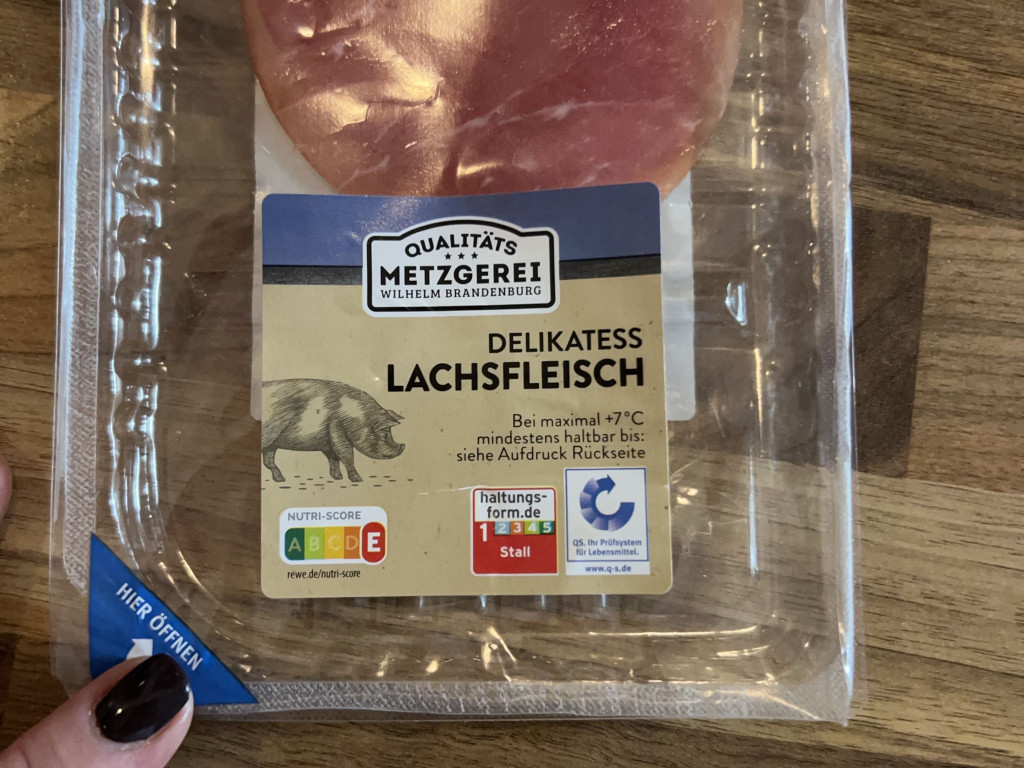 QUALITÄTS
METZGEREI
WILHELM BRANDENBURG
DELIKATESS
LACHSFLEISCH
Bei maximal +7°C
mindestens haltbar bis:
siehe Aufdruck Rückseite
NUTRI-SCORE
A B C D E
rewe.de/nutri-score
haltungs-
form.de
1 2 3 4 5
Stall
QS. Ihr Prüfsystem
für Lebensmittel.
www.q-s.de
HIER ÖFFNEN